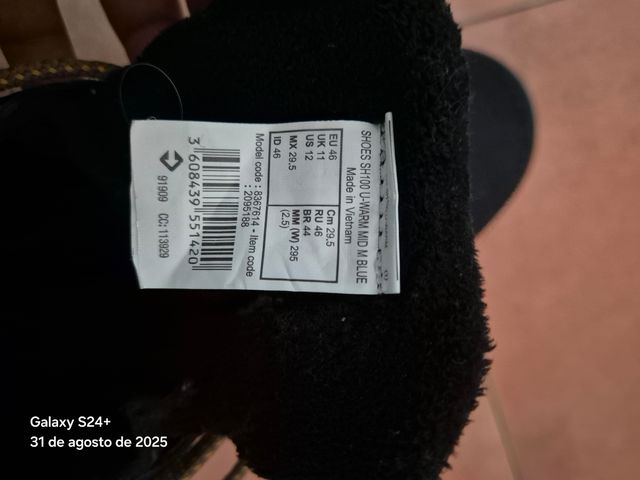 SHOES SH100 U-WARM MID M BLUE
Made in Vietnam
EU 46
UK 11
US 12
MX 29.5
ID 46
Cm 29.5
RU 46
BR 44
MM (W) 295
(2.5)
Model code : 8367614 - Item code
: 2095188
3 608439 551420
91909 CC: 113929
Galaxy S24+
31 de agosto de 2025